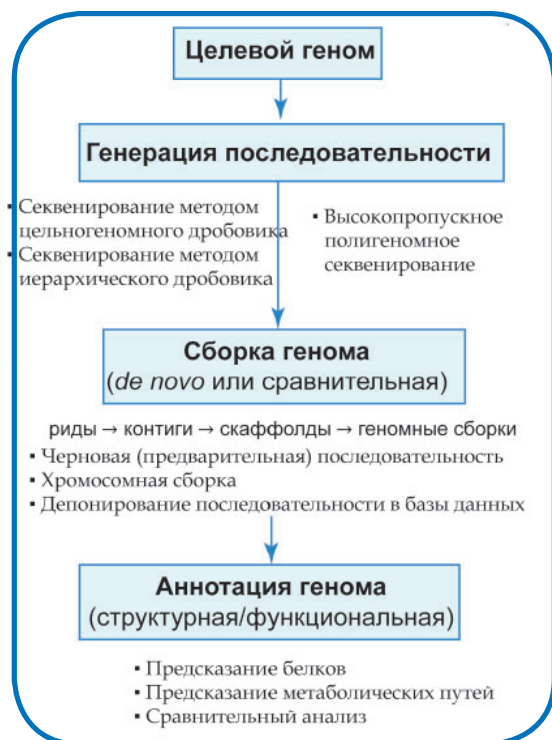 Целевой геном
Генерация последовательности
▪ Секвенирование методом
цельногеномного дробовика
▪ Секвенирование методом
иерархического дробовика
▪ Высокопропускное
полигеномное
секвенирование
Сборка генома
(de novo или сравнительная)
риды → контиги → скаффолды → геномные сборки
▪ Черновая (предварительная) последовательность
▪ Хромосомная сборка
▪ Депонирование последовательности в базы данных
Аннотация генома
(структурная/функциональная)
▪ Предсказание белков
▪ Предсказание метаболических путей
▪ Сравнительный анализ